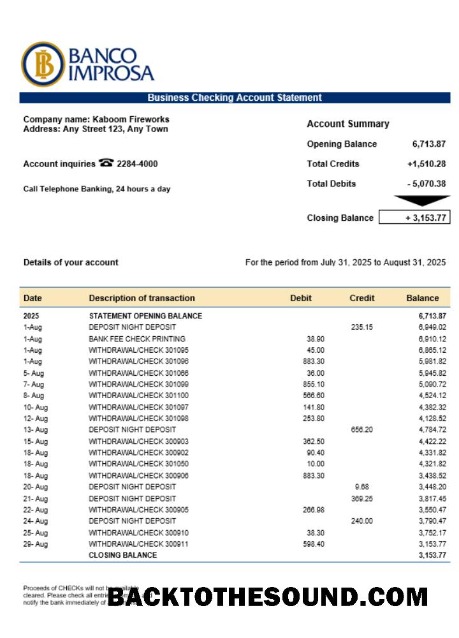 BANCO
IMPROSA
Business Checking Account Statement
Company name: Kaboom Fireworks
Address: Any Street 123, Any Town
Account inquiries ☎ 2284-4000
Call Telephone Banking, 24 hours a day
Account Summary
Opening Balance 6,713.87
Total Credits +1,510.28
Total Debits - 5,070.38
Closing Balance + 3,153.77
Details of your account For the period from July 31, 2025 to August 31, 2025
Date Description of transaction Debit Credit Balance
2025 STATEMENT OPENING BALANCE 6,713.87
1-Aug DEPOSIT NIGHT DEPOSIT 235.15 6,949.02
1-Aug BANK FEE CHECK PRINTING 38.90 6,910.12
1-Aug WITHDRAWAL/CHECK 301095 45.00 6,865.12
1-Aug WITHDRAWAL/CHECK 301096 883.30 5,981.82
5- Aug WITHDRAWAL/CHECK 301066 36.00 5,945.82
7- Aug WITHDRAWAL/CHECK 301099 855.10 5,090.72
8- Aug WITHDRAWAL/CHECK 301100 566.60 4,524.12
10- Aug WITHDRAWAL/CHECK 301097 141.80 4,382.32
12- Aug WITHDRAWAL/CHECK 301098 253.80 4,128.52
13- Aug DEPOSIT NIGHT DEPOSIT 656.20 4,784.72
15- Aug WITHDRAWAL/CHECK 300903 362.50 4,422.22
18- Aug WITHDRAWAL/CHECK 300902 90.40 4,331.82
18- Aug WITHDRAWAL/CHECK 301050 10.00 4,321.82
18- Aug WITHDRAWAL/CHECK 300906 883.30 3,438.52
20- Aug DEPOSIT NIGHT DEPOSIT 9.68 3,448.20
21- Aug DEPOSIT NIGHT DEPOSIT 369.25 3,817.45
22- Aug WITHDRAWAL/CHECK 300905 266.98 3,550.47
24- Aug DEPOSIT NIGHT DEPOSIT 240.00 3,790.47
25- Aug WITHDRAWAL/CHECK 300910 38.30 3,752.17
29- Aug WITHDRAWAL/CHECK 300911 598.40 3,153.77
CLOSING BALANCE 3,153.77
Proceeds of CHECKs will not be
cleared. Please check all
notify the bank immediately of
BACKTOTHESOUND.COM